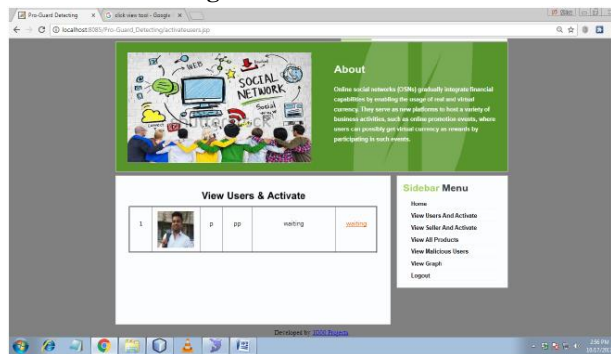 Pro-Guard Detecting
click view tool - Google
localhost:8085/Pro-Guard_Detecting/activateusers.jsp
WEB
SOCIAL
NETWORK
Social
About
Online social networks (OSNs) gradually integrate financial
capabilities by enabling the usage of real and virtual
currency. They serve as new platforms to host a variety of
business activities, such as online promotion events, where
users can possibly get virtual currency as rewards by
participating in such events.
View Users & Activate
1 p pp waiting waiting
Sidebar Menu
Home
View Users And Activate
View Seller And Activate
View All Products
View Malicious Users
View Graph
Logout
Developed by 1000 Projects